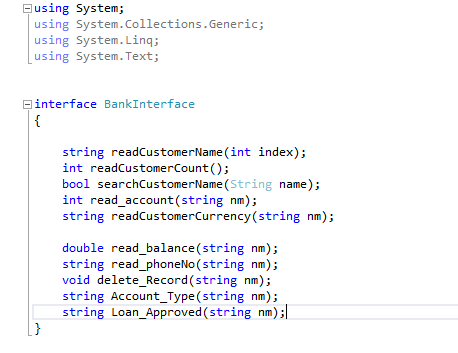 using System;
using System.Collections.Generic;
using System.Linq;
using System.Text;
interface BankInterface
{
string readCustomerName(int index);
int readCustomerCount();
bool searchCustomerName(String name);
int read_account(string nm);
string readCustomerCurrency(string nm);
double read_balance(string nm);
string read_phoneNo(string nm);
void delete_Record(string nm);
string Account_Type(string nm);
string Loan_Approved(string nm);
}